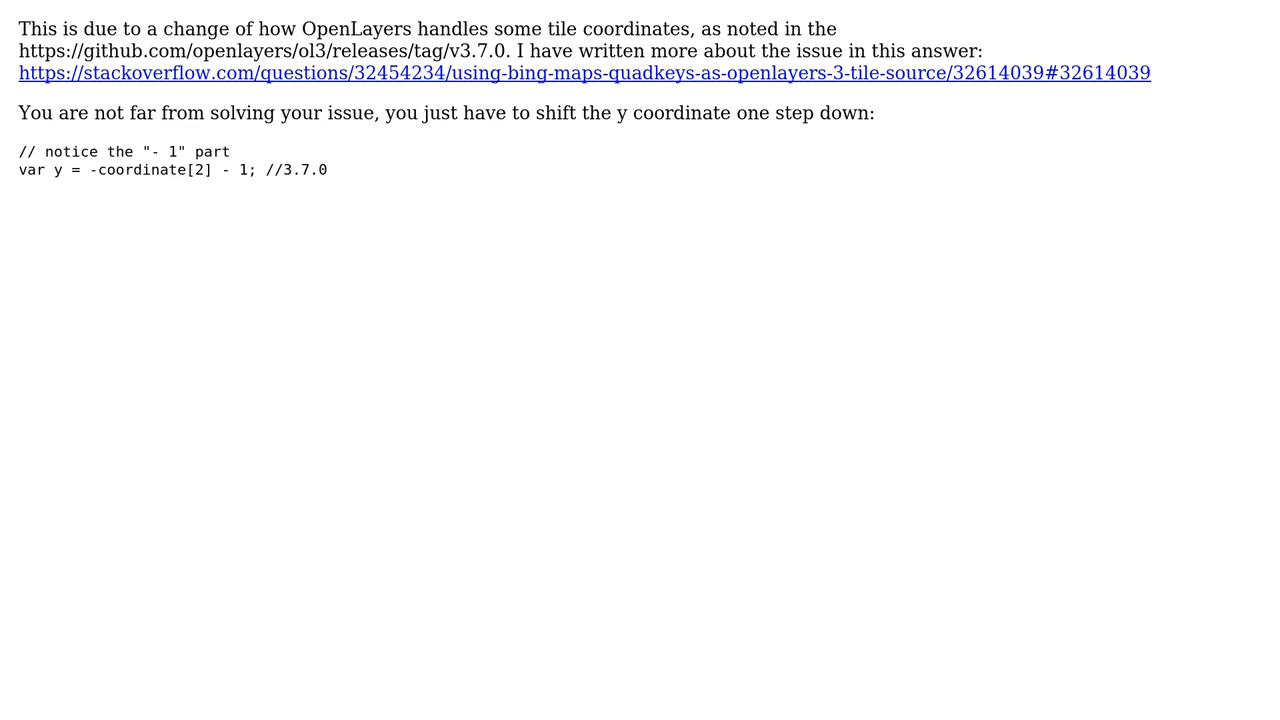 This is due to a change of how OpenLayers handles some tile coordinates, as noted in the
https://github.com/openlayers/ol3/releases/tag/v3.7.0. I have written more about the issue in this answer:
https://stackoverflow.com/questions/32454234/using-bing-maps-quadkeys-as-openlayers-3-tile-source/32614039#32614039
You are not far from solving your issue, you just have to shift the y coordinate one step down:
// notice the "- 1" part
var y = -coordinate[2] - 1; //3.7.0